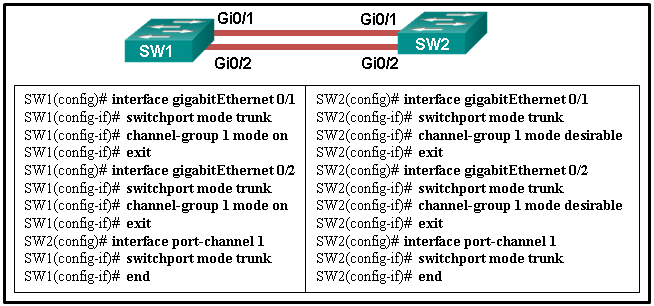 Gi0/1
Gi0/1
SW1
SW2
Gi0/2
Gi0/2
SW1(config)# interface gigabitEthernet 0/1
SW1(config-if)# switchport mode trunk
SW1(config-if)# channel-group 1 mode on
SW1(config-if)# exit
SW1(config)# interface gigabitEthernet 0/2
SW1(config-if)# switchport mode trunk
SW1(config-if)# channel-group 1 mode on
SW1(config-if)# exit
SW2(config)# interface port-channel 1
SW1(config-if)# switchport mode trunk
SW1(config-if)# end
SW2(config)# interface gigabitEthernet 0/1
SW2(config-if)# switchport mode trunk
SW2(config-if)# channel-group 1 mode desirable
SW2(config-if)# exit
SW2(config)# interface gigabitEthernet 0/2
SW2(config-if)# switchport mode trunk
SW2(config-if)# channel-group 1 mode desirable
SW2(config-if)# exit
SW2(config)# interface port-channel 1
SW2(config-if)# switchport mode trunk
SW2(config-if)# end